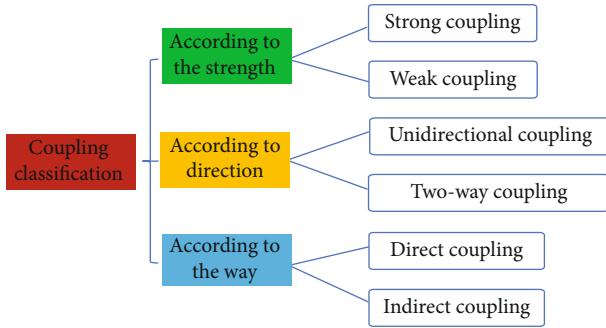 Coupling
classification
According to
the strength
Strong coupling
Weak coupling
According to
direction
Unidirectional coupling
Two-way coupling
According to
the way
Direct coupling
Indirect coupling